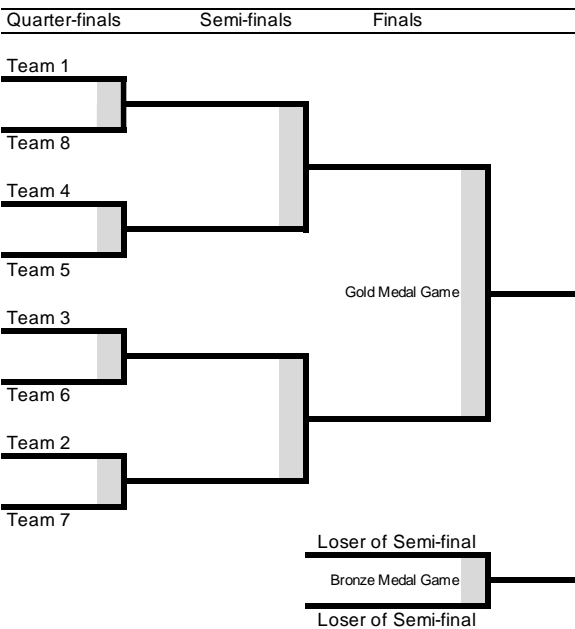 Quarter-finals Semi-finals Finals
Team 1
Team 8
Team 4
Team 5
Gold Medal Game
Team 3
Team 6
Team 2
Team 7
Loser of Semi-final
Bronze Medal Game
Loser of Semi-final